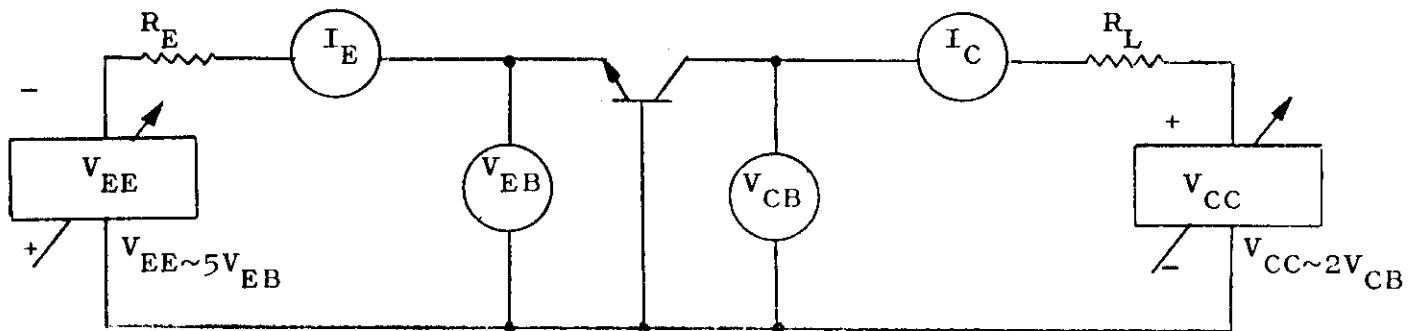 R_E
I_E
I_C
R_L
-
+
V_EE
V_EB
V_CB
V_CC
+
-
V_EE~5V_EB
V_CC~2V_CB